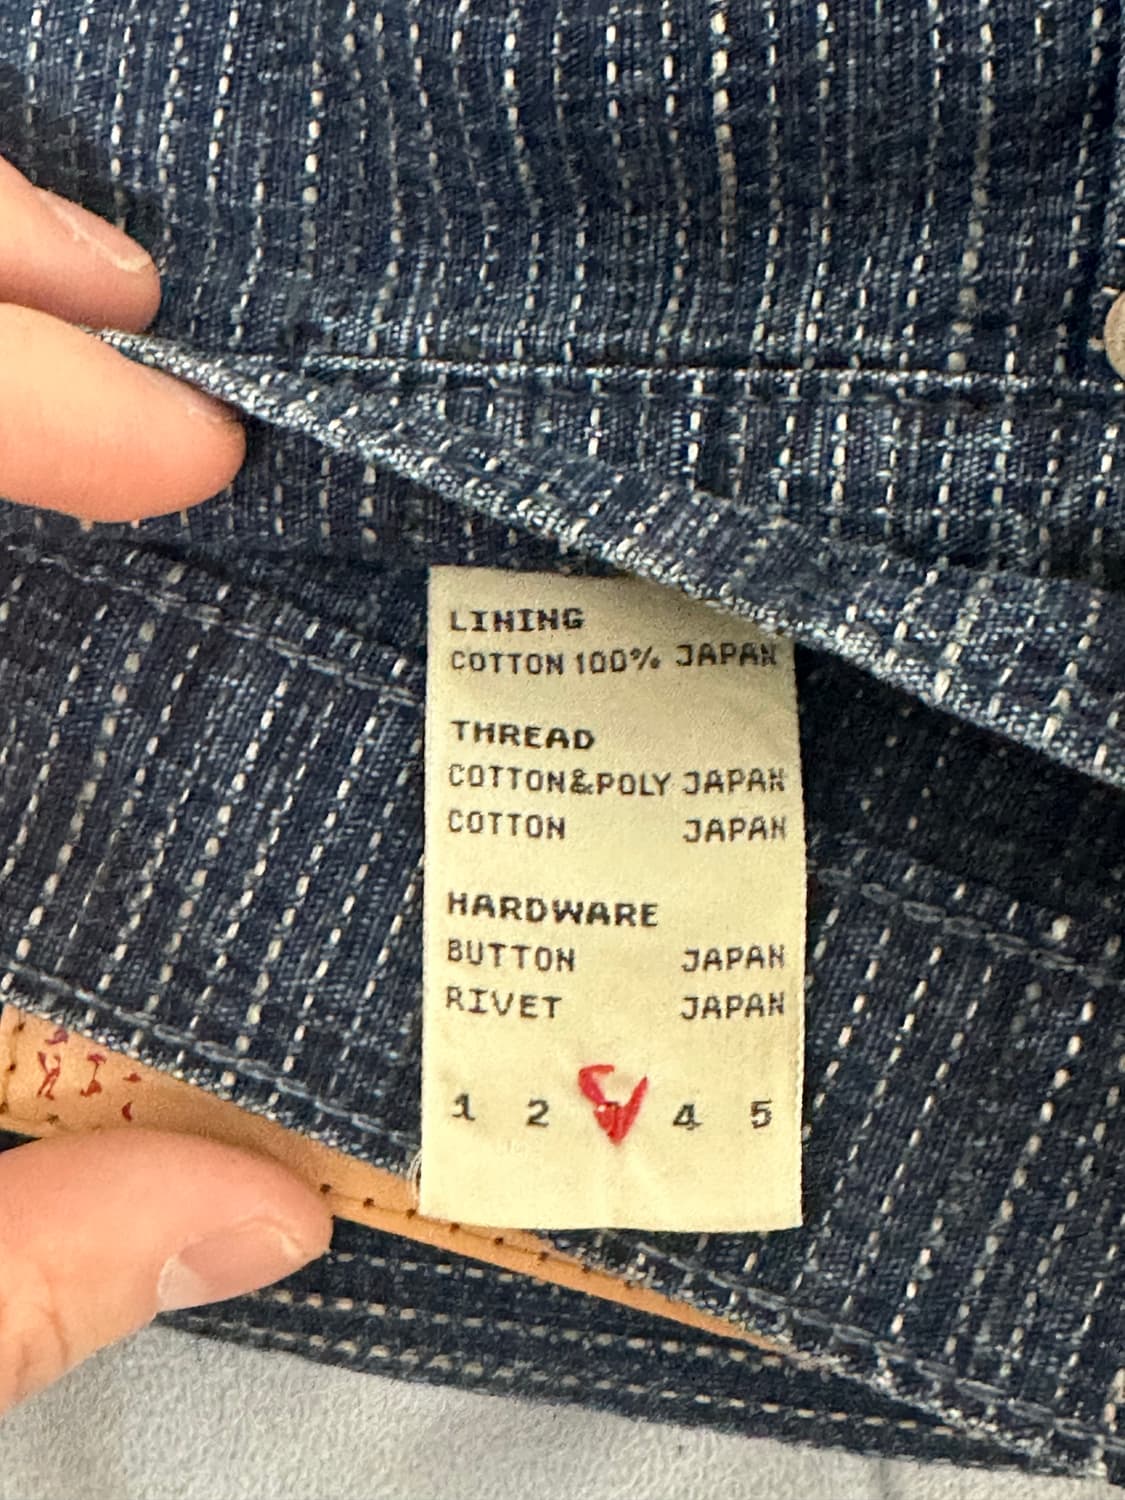 LINING
COTTON 100% JAPAN
THREAD
COTTON&POLY JAPAN
COTTON JAPAN
HARDWARE
BUTTON JAPAN
RIVET JAPAN
1 2 4 5